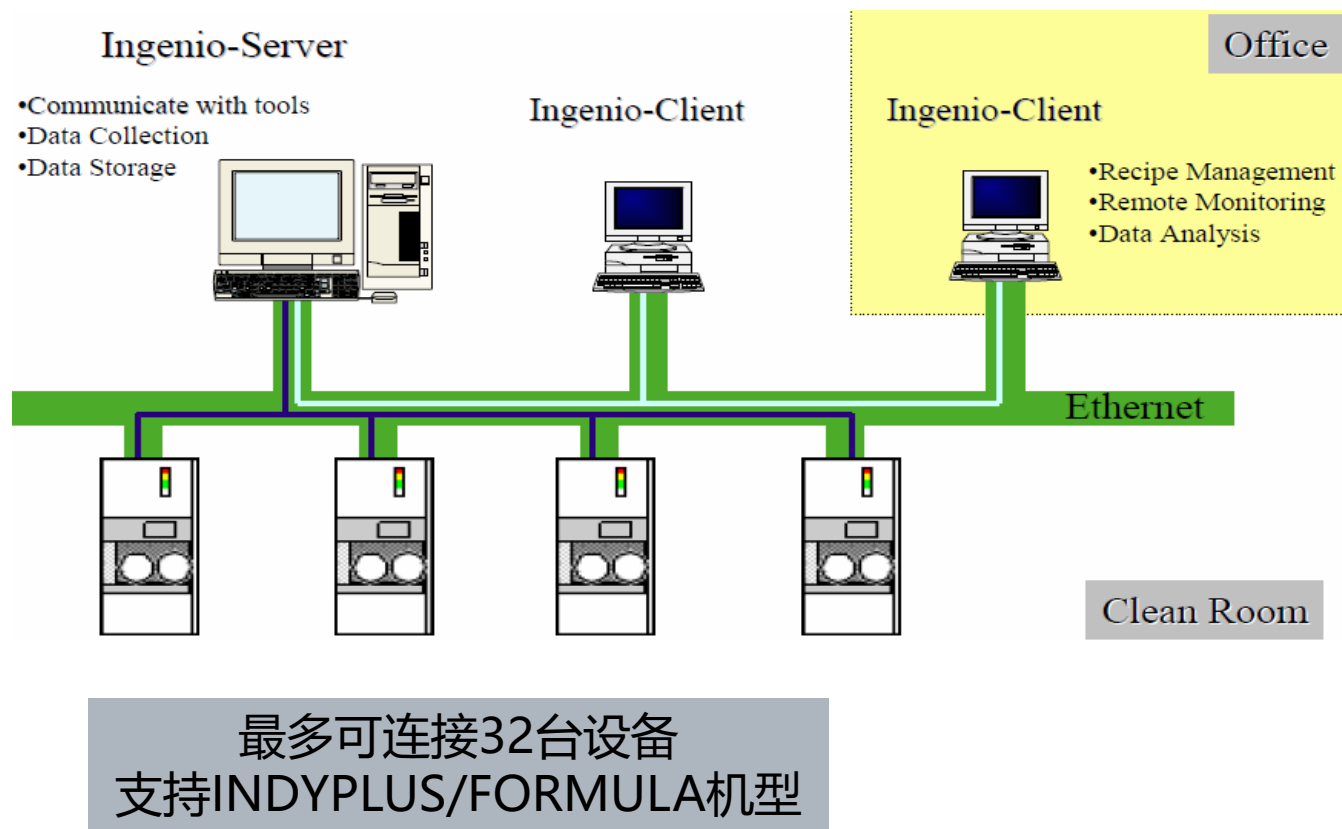 Ingenio-Server
•Communicate with tools
•Data Collection
•Data Storage
Ingenio-Client
Office
Ingenio-Client
•Recipe Management
•Remote Monitoring
•Data Analysis
Ethernet
Clean Room
最多可连接32台设备
支持INDYPLUS/FORMULA机型